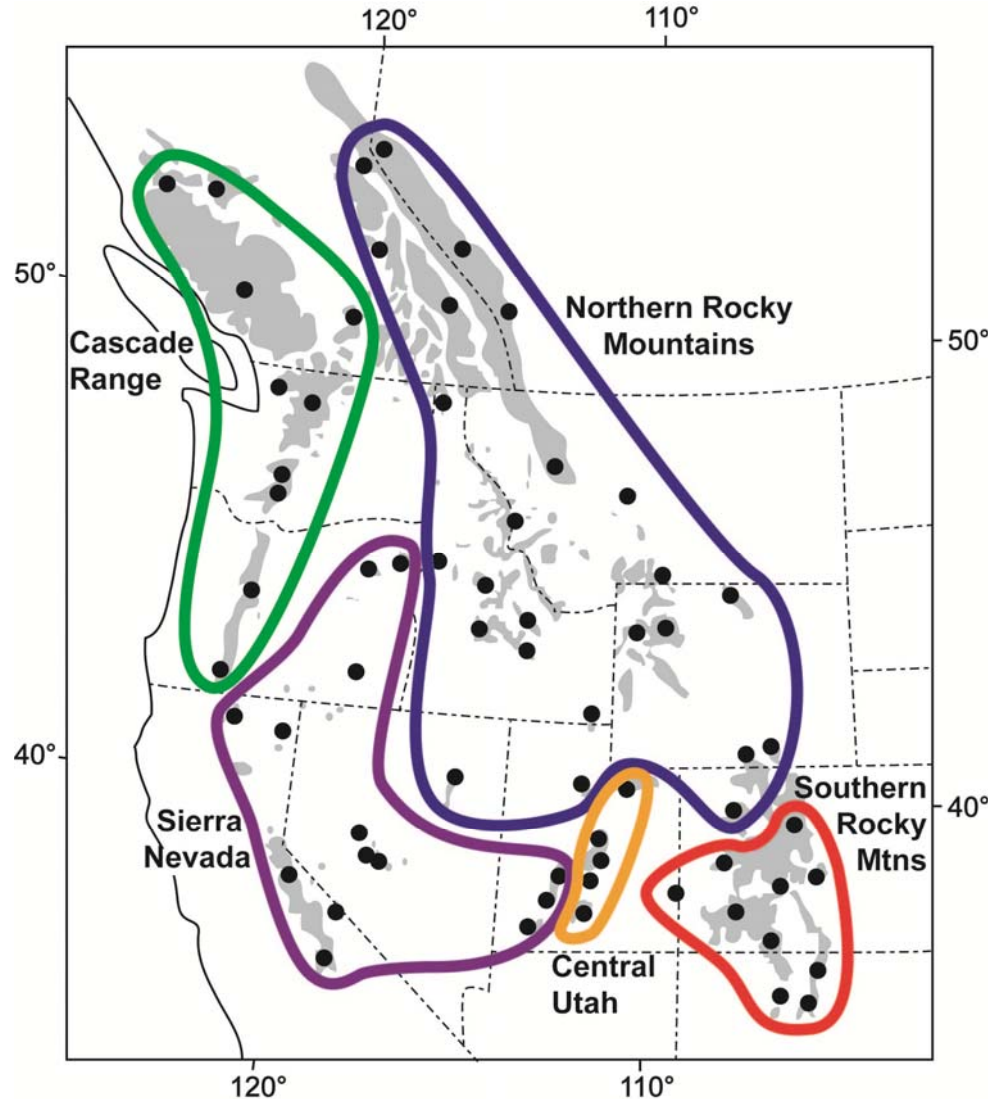 120°
110°
50°
Northern Rocky
Mountains
Cascade
Range
50°
40°
Southern
Rocky
Mtns
40°
Sierra
Nevada
Central
Utah
120°
110°